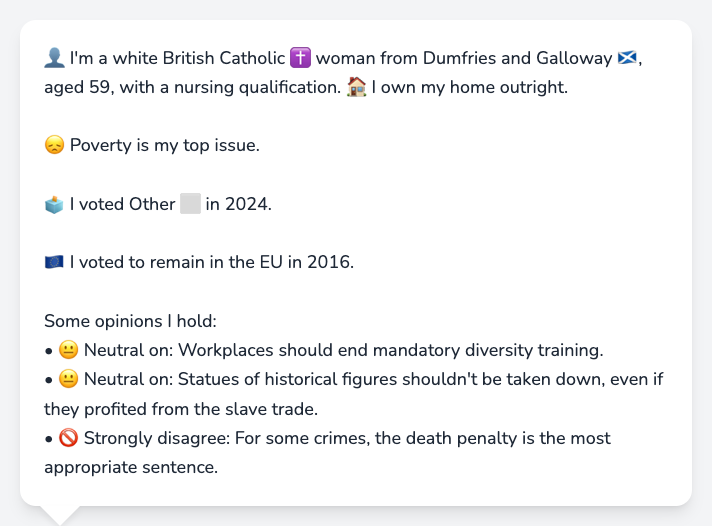 👤 I'm a white British Catholic ✝️ woman from Dumfries and Galloway 🏴󠁧󠁢󠁳󠁣󠁴󠁿,
aged 59, with a nursing qualification. 🏠 I own my home outright.
😞 Poverty is my top issue.
🗳️ I voted Other ⬜ in 2024.
🇪🇺 I voted to remain in the EU in 2016.
Some opinions I hold:
• 😐 Neutral on: Workplaces should end mandatory diversity training.
• 😐 Neutral on: Statues of historical figures shouldn't be taken down, even if
they profited from the slave trade.
• 🚫 Strongly disagree: For some crimes, the death penalty is the most
appropriate sentence.